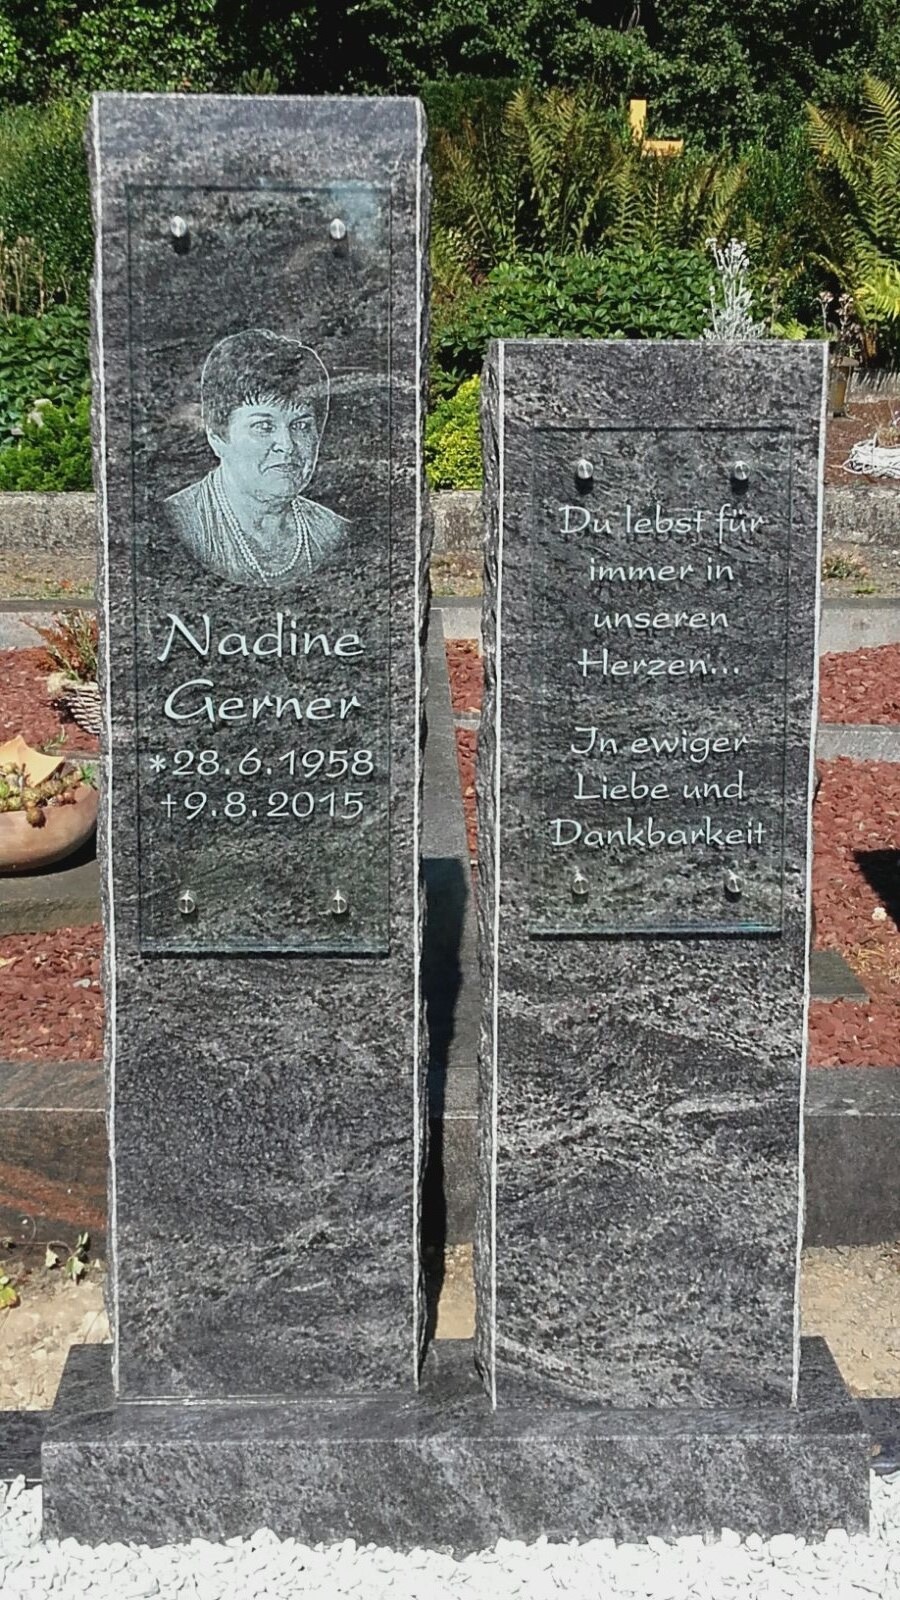 Nadine
Gerner
*28.6.1958
†9.8.2015
Du lebst für
immer in
unseren
Herzen...
In ewiger
Liebe und
Dankbarkeit